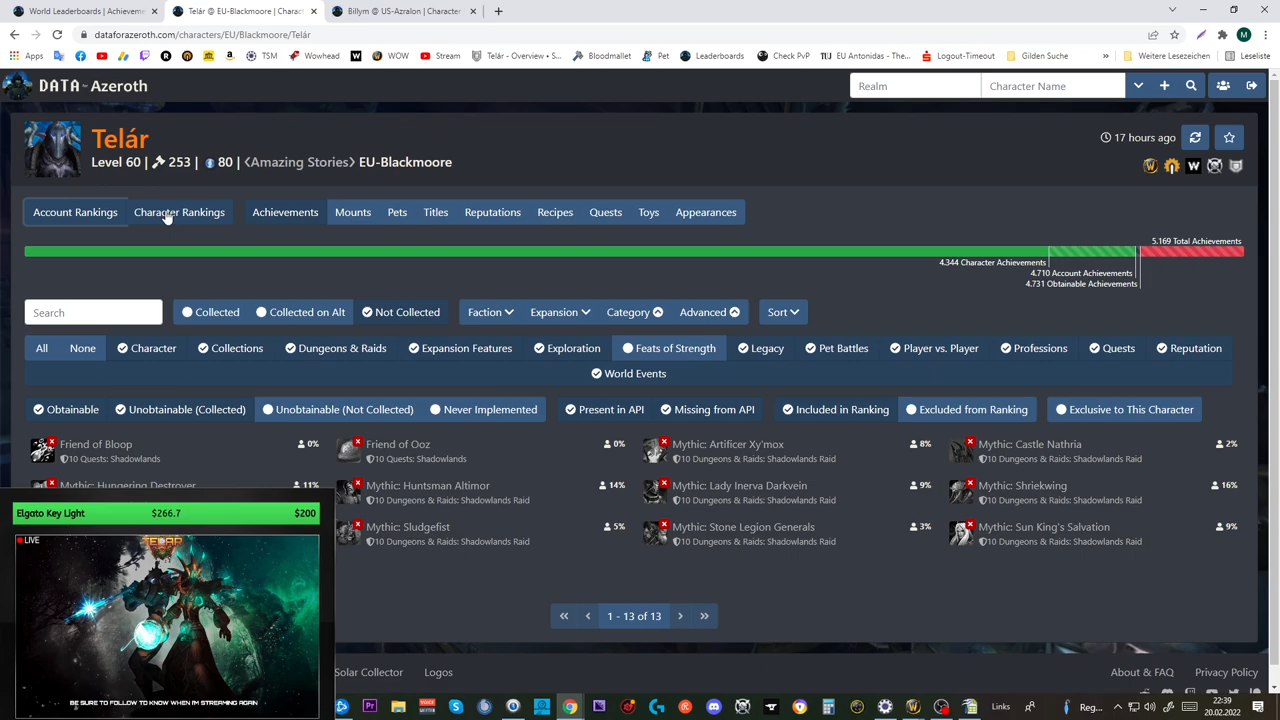 World Leaderboards | Achieveme
Telár @ EU-Blackmoore | Charact
Billym @ US-Azralon | Character
dataforazeroth.com/characters/EU/Blackmoore/Telár
Apps
TSM
Wowhead
WOW
Stream
Telár - Overview - S...
Bloodmallet
Pet
Leaderboards
Check PvP
EU Antonidas - The...
Logout-Timeout
Gilden Suche
Weitere Lesezeichen
Leseliste
DATA for Azeroth
Realm
Character Name
Telár
Level 60 | 253 | 80 | <Amazing Stories> EU-Blackmoore
17 hours ago
Account Rankings
Character Rankings
Achievements
Mounts
Pets
Titles
Reputations
Recipes
Quests
Toys
Appearances
5.169 Total Achievements
4.344 Character Achievements
4.710 Account Achievements
4.731 Obtainable Achievements
Search
Collected
Collected on Alt
Not Collected
Faction
Expansion
Category
Advanced
Sort
All
None
Character
Collections
Dungeons & Raids
Expansion Features
Exploration
Feats of Strength
Legacy
Pet Battles
Player vs. Player
Professions
Quests
Reputation
World Events
Obtainable
Unobtainable (Collected)
Unobtainable (Not Collected)
Never Implemented
Present in API
Missing from API
Included in Ranking
Excluded from Ranking
Exclusive to This Character
Friend of Bloop
0%
10 Quests: Shadowlands
Friend of Ooz
0%
10 Quests: Shadowlands
Mythic: Artificer Xy'mox
8%
10 Dungeons & Raids: Shadowlands Raid
Mythic: Castle Nathria
2%
10 Dungeons & Raids: Shadowlands Raid
Mythic: Hungering Destroyer
11%
Mythic: Huntsman Altimor
14%
10 Dungeons & Raids: Shadowlands Raid
Mythic: Lady Inerva Darkvein
9%
10 Dungeons & Raids: Shadowlands Raid
Mythic: Shriekwing
16%
10 Dungeons & Raids: Shadowlands Raid
Mythic: Sludgefist
5%
10 Dungeons & Raids: Shadowlands Raid
Mythic: Stone Legion Generals
3%
10 Dungeons & Raids: Shadowlands Raid
Mythic: Sun King's Salvation
9%
10 Dungeons & Raids: Shadowlands Raid
Elgato Key Light
$266.7
$200
LIVE
TELAR
BE SURE TO FOLLOW TO KNOW WHEN I'M STREAMING AGAIN
1 - 13 of 13
Solar Collector
Logos
About & FAQ
Privacy Policy
Links
Reg...
22:39
20.02.2022